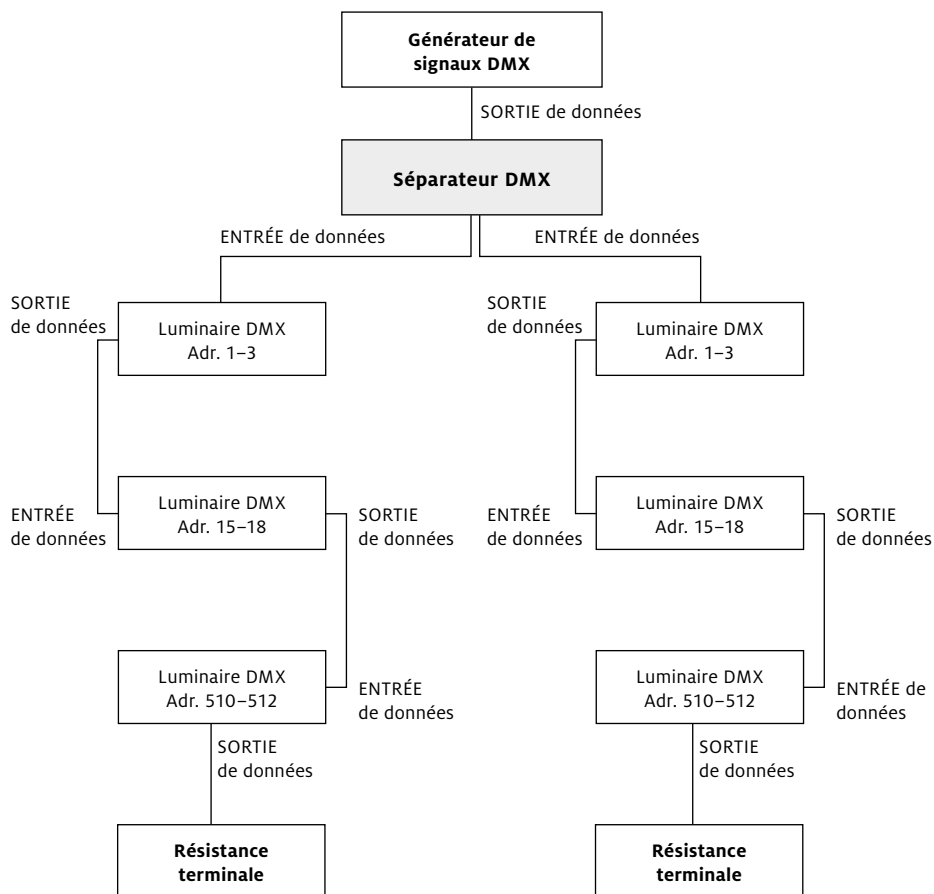 Générateur de
signaux DMX
SORTIE de données
Séparateur DMX
ENTRÉE de données
ENTRÉE de données
SORTIE
de données
Luminaire DMX
Adr. 1–3
SORTIE
de données
Luminaire DMX
Adr. 1–3
ENTRÉE
de données
Luminaire DMX
Adr. 15–18
SORTIE
de données
ENTRÉE
de données
Luminaire DMX
Adr. 15–18
SORTIE
de données
Luminaire DMX
Adr. 510–512
ENTRÉE
de données
Luminaire DMX
Adr. 510–512
ENTRÉE de
données
SORTIE
de données
SORTIE
de données
Résistance
terminale
Résistance
terminale